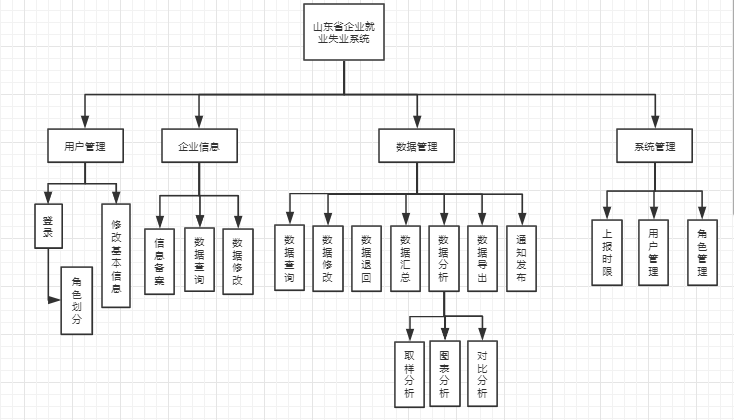 山东省企业就
业失业系统
用户管理
企业信息
数据管理
系统管理
登录
修改基本信息
角色划分
信息备案
数据查询
数据修改
数据查询
数据修改
数据退回
数据汇总
数据分析
数据导出
通知发布
上报时限
用户管理
角色管理
取样分析
图表分析
对比分析